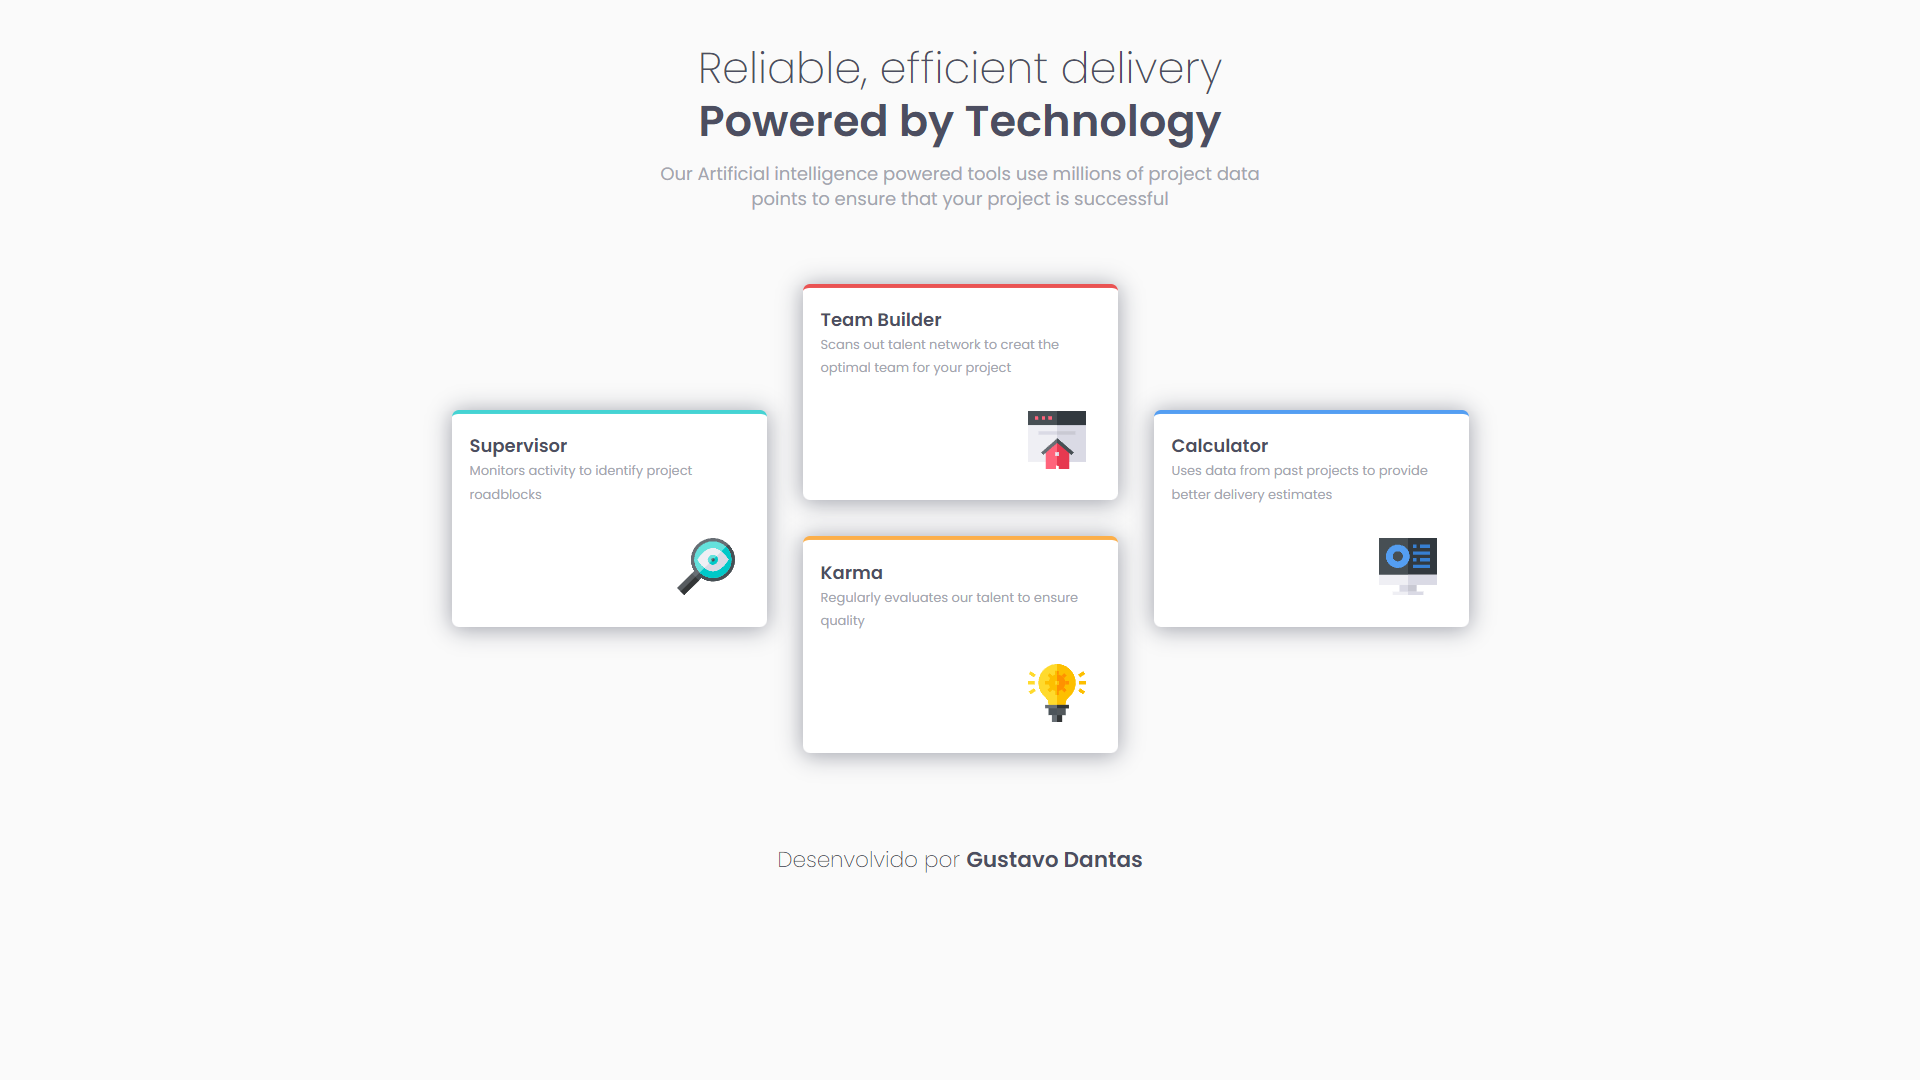 Reliable, efficient delivery
Powered by Technology
Our Artificial intelligence powered tools use millions of project data
points to ensure that your project is successful
Team Builder
Scans out talent network to creat the
optimal team for your project
Supervisor
Monitors activity to identify project
roadblocks
Calculator
Uses data from past projects to provide
better delivery estimates
Karma
Regularly evaluates our talent to ensure
quality
Desenvolvido por Gustavo Dantas